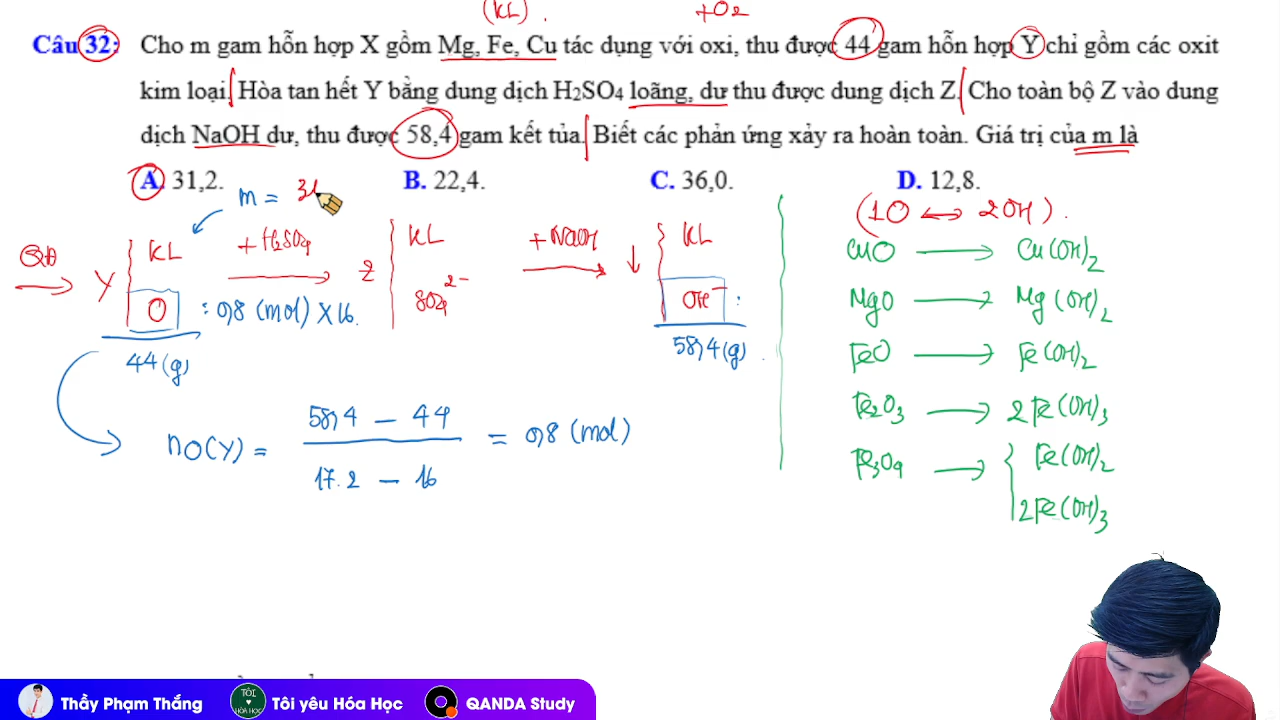 (KL). +O2
Câu 32: Cho m gam hỗn hợp X gồm Mg, Fe, Cu tác dụng với oxi, thu được 44 gam hỗn hợp Y chỉ gồm các oxit
kim loại. Hòa tan hết Y bằng dung dịch H2SO4 loãng, dư thu được dung dịch Z. Cho toàn bộ Z vào dung
dịch NaOH dư, thu được 58,4 gam kết tủa. Biết các phản ứng xảy ra hoàn toàn. Giá trị của m là
A. 31,2. B. 22,4. C. 36,0. D. 12,8.
m = 31
QĐ Y KL + H2SO4 Z KL + NaOH ↓ KL
O : 0,8 (mol) x 16. SO4 2- OH- :
44 (g) 58,4 (g)
nO(Y) = 58,4 - 44 = 0,8 (mol)
17.2 - 16
(1O ↔ 2OH).
CuO → Cu(OH)2
MgO → Mg(OH)2
FeO → Fe(OH)2
Fe2O3 → 2Fe(OH)3
Fe3O4 → Fe(OH)2
2Fe(OH)3
Thầy Phạm Thắng TÔI ♥ HÓA HỌC Tôi yêu Hóa Học QANDA Study